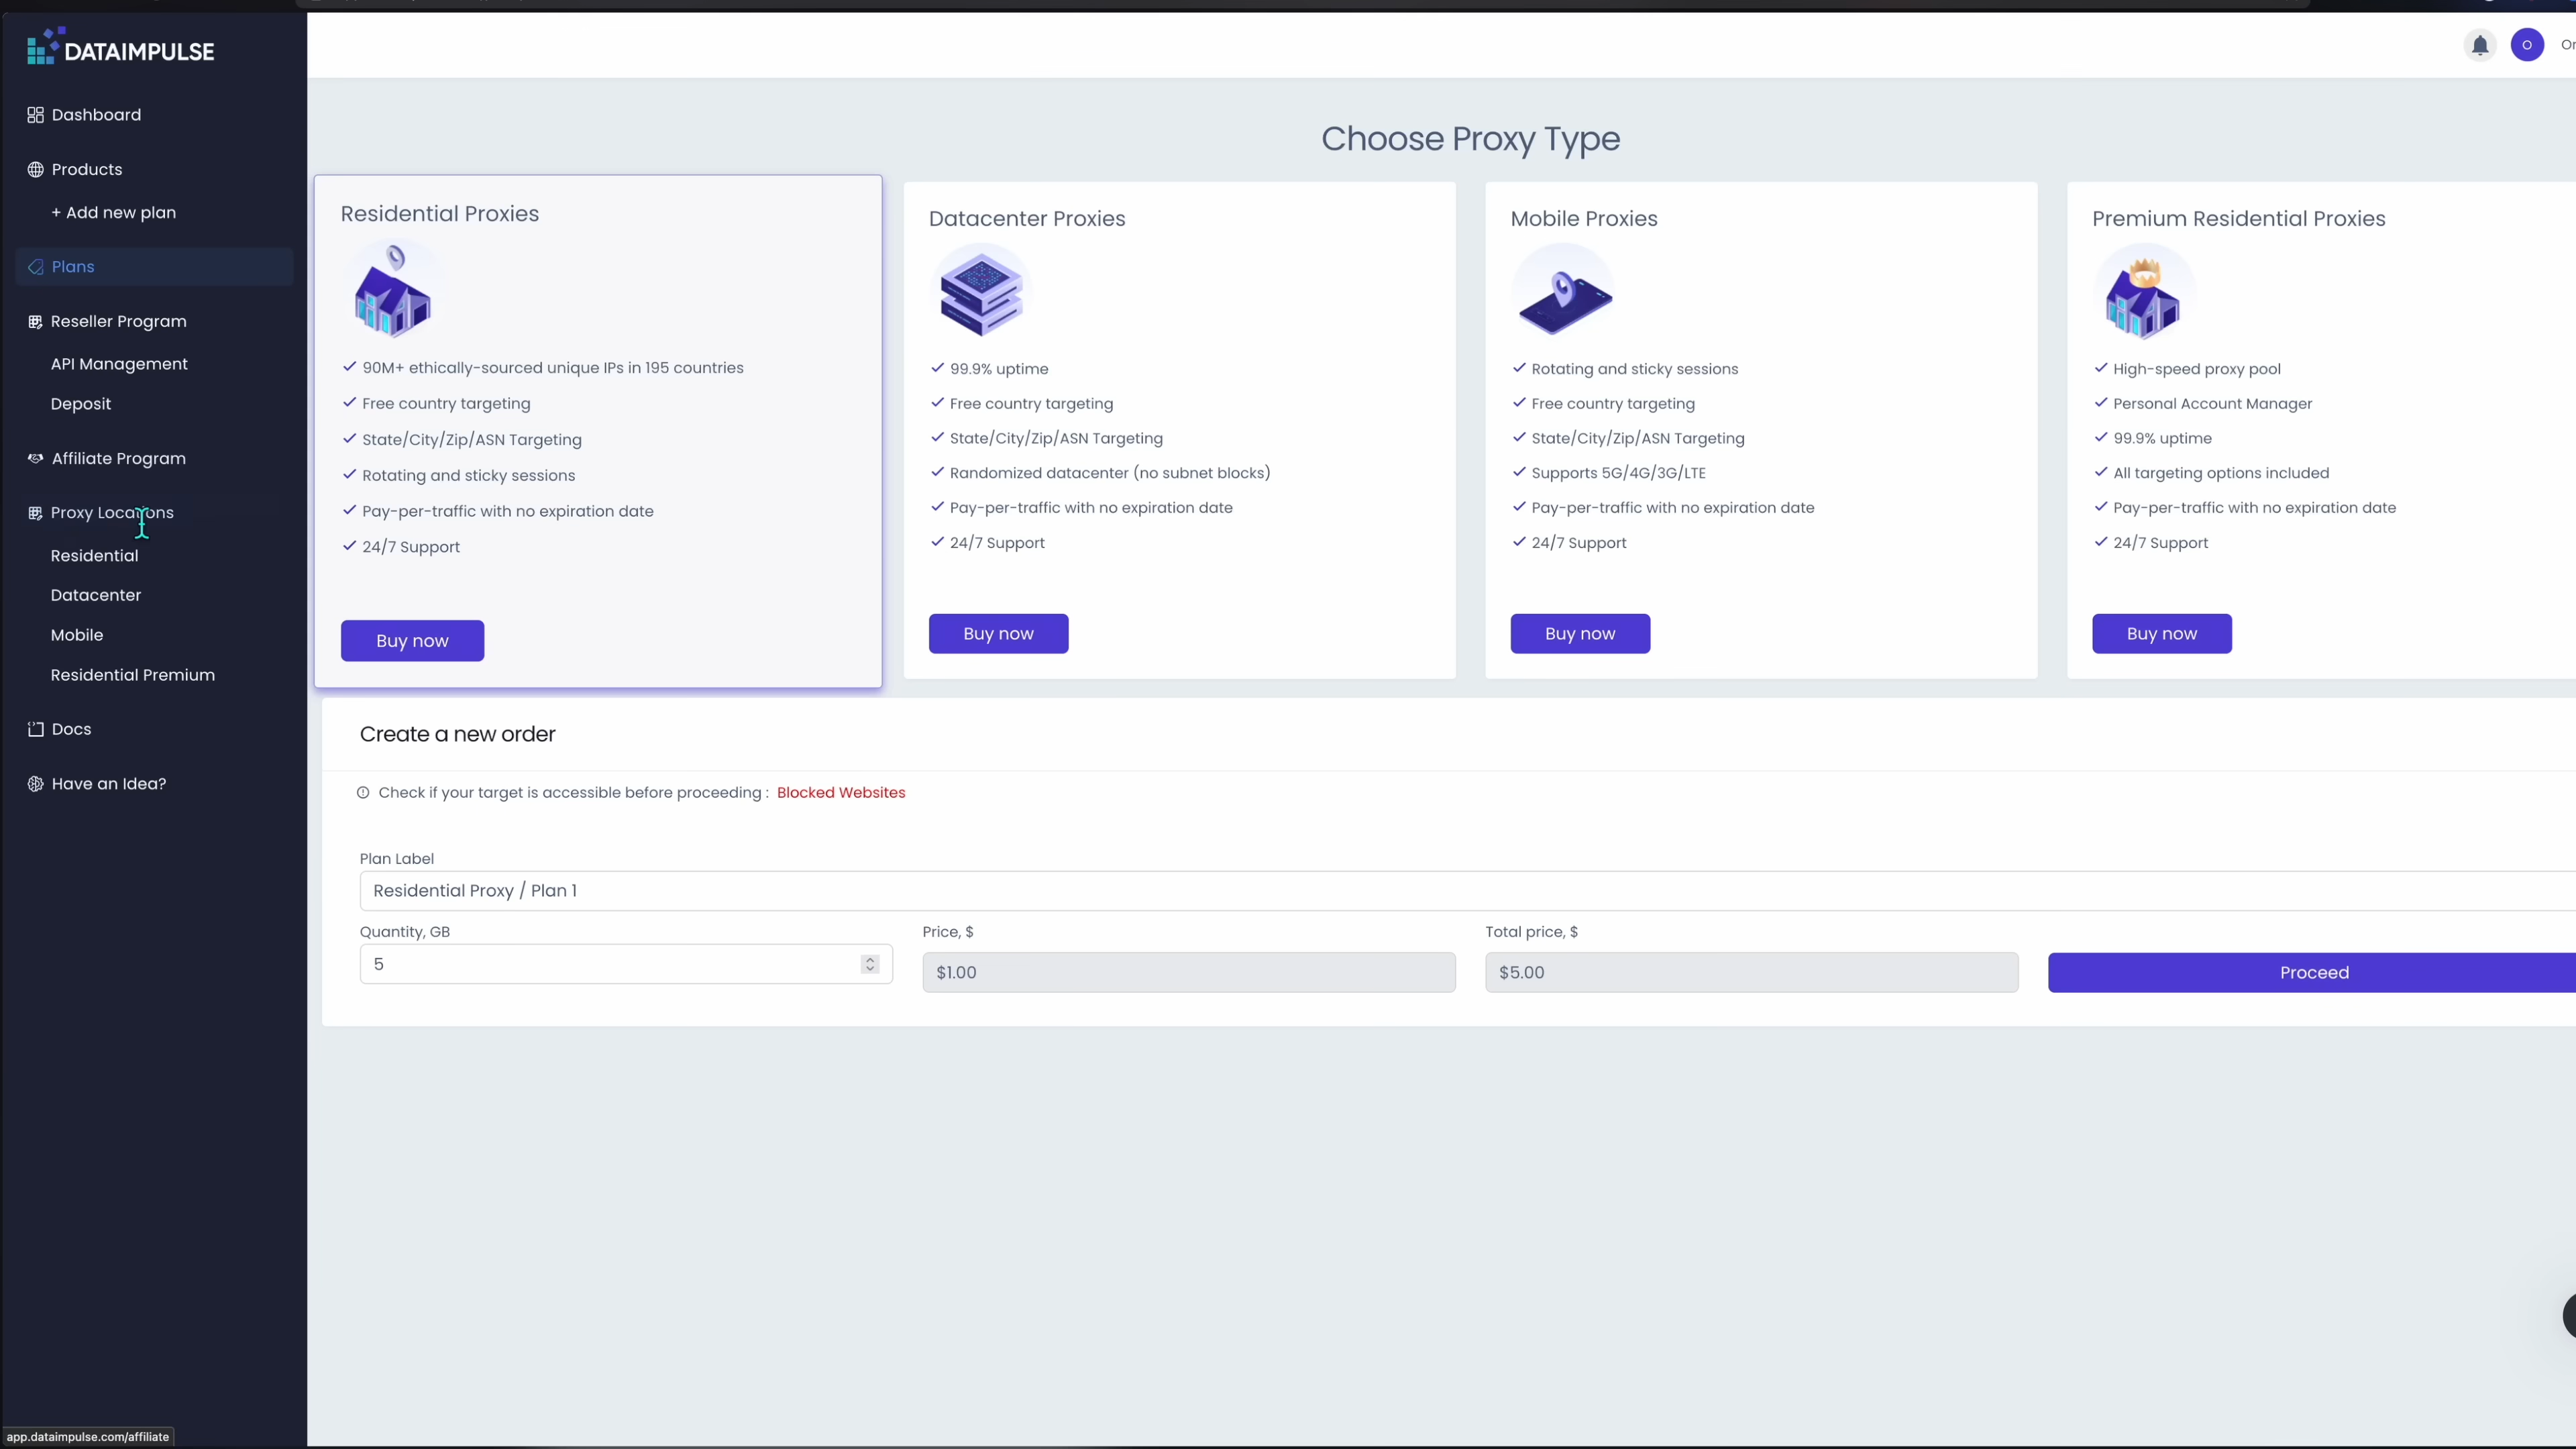 DATAIMPULSE
Dashboard
Products
+ Add new plan
Plans
Reseller Program
API Management
Deposit
Affiliate Program
Proxy Locations
Residential
Datacenter
Mobile
Residential Premium
Docs
Have an Idea?
app.dataimpulse.com/affiliate
O
Choose Proxy Type
Residential Proxies
90M+ ethically-sourced unique IPs in 195 countries
Free country targeting
State/City/Zip/ASN Targeting
Rotating and sticky sessions
Pay-per-traffic with no expiration date
24/7 Support
Buy now
Datacenter Proxies
99.9% uptime
Free country targeting
State/City/Zip/ASN Targeting
Randomized datacenter (no subnet blocks)
Pay-per-traffic with no expiration date
24/7 Support
Buy now
Mobile Proxies
Rotating and sticky sessions
Free country targeting
State/City/Zip/ASN Targeting
Supports 5G/4G/3G/LTE
Pay-per-traffic with no expiration date
24/7 Support
Buy now
Premium Residential Proxies
High-speed proxy pool
Personal Account Manager
99.9% uptime
All targeting options included
Pay-per-traffic with no expiration date
24/7 Support
Buy now
Create a new order
Check if your target is accessible before proceeding : Blocked Websites
Plan Label
Residential Proxy / Plan 1
Quantity, GB
5
Price, $
$1.00
Total price, $
$5.00
Proceed